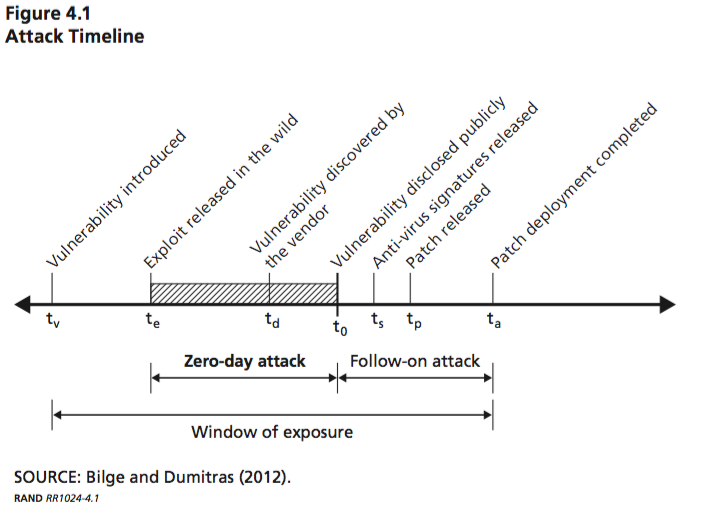 Figure 4.1
Attack Timeline
Vulnerability introduced
Exploit released in the wild
Vulnerability discovered by
the vendor
Vulnerability disclosed publicly
Anti-virus signatures released
Patch released
Patch deployment completed
tv
te
td
t0
ts
tp
ta
Zero-day attack
Follow-on attack
Window of exposure
SOURCE: Bilge and Dumitras (2012).
RAND RR1024-4.1